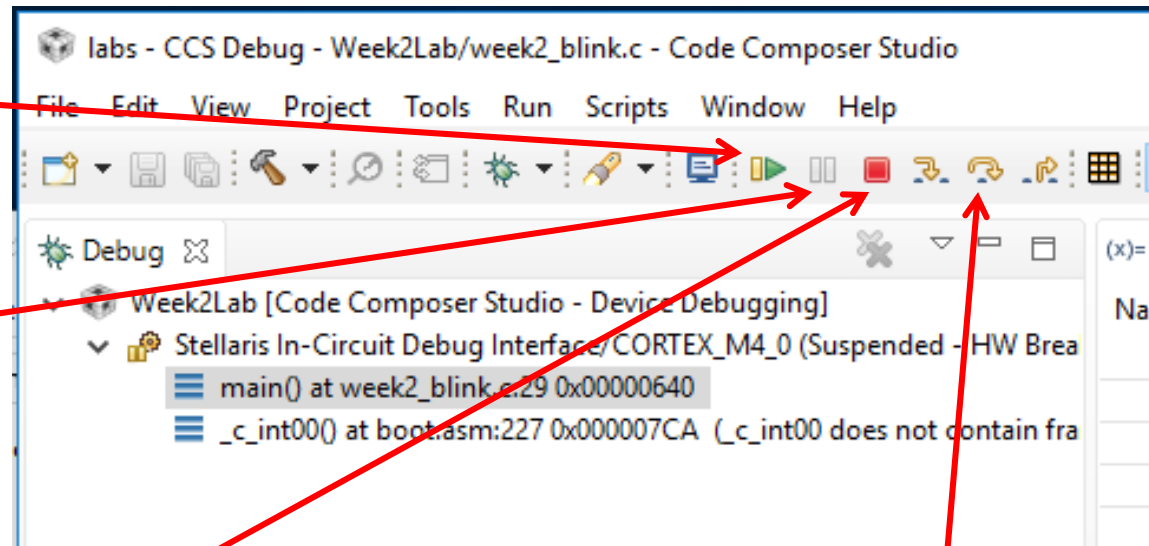 labs - CCS Debug - Week2Lab/week2_blink.c - Code Composer Studio
File Edit View Project Tools Run Scripts Window Help
Debug
(x)=
Week2Lab [Code Composer Studio - Device Debugging]
Na
Stellaris In-Circuit Debug Interface/CORTEX_M4_0 (Suspended - HW Brea
main() at week2_blink.c:29 0x00000640
_c_int00() at boot.asm:227 0x000007CA (_c_int00 does not contain fra